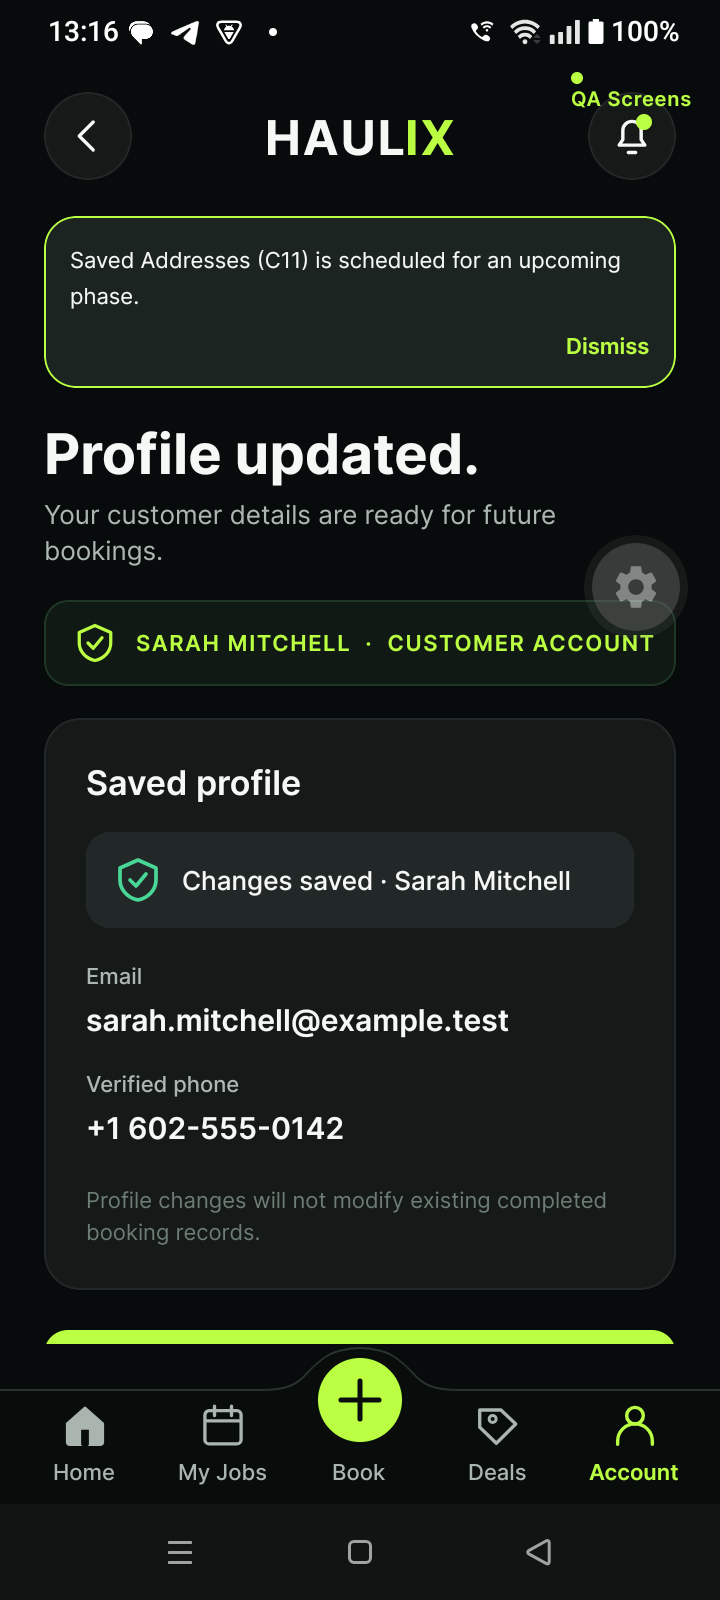 13:16
100%
QA Screens
HAULIX
Saved Addresses (C11) is scheduled for an upcoming
phase.
Dismiss
Profile updated.
Your customer details are ready for future
bookings.
SARAH MITCHELL · CUSTOMER ACCOUNT
Saved profile
Changes saved · Sarah Mitchell
Email
sarah.mitchell@example.test
Verified phone
+1 602-555-0142
Profile changes will not modify existing completed
booking records.
Home
My Jobs
Book
Deals
Account